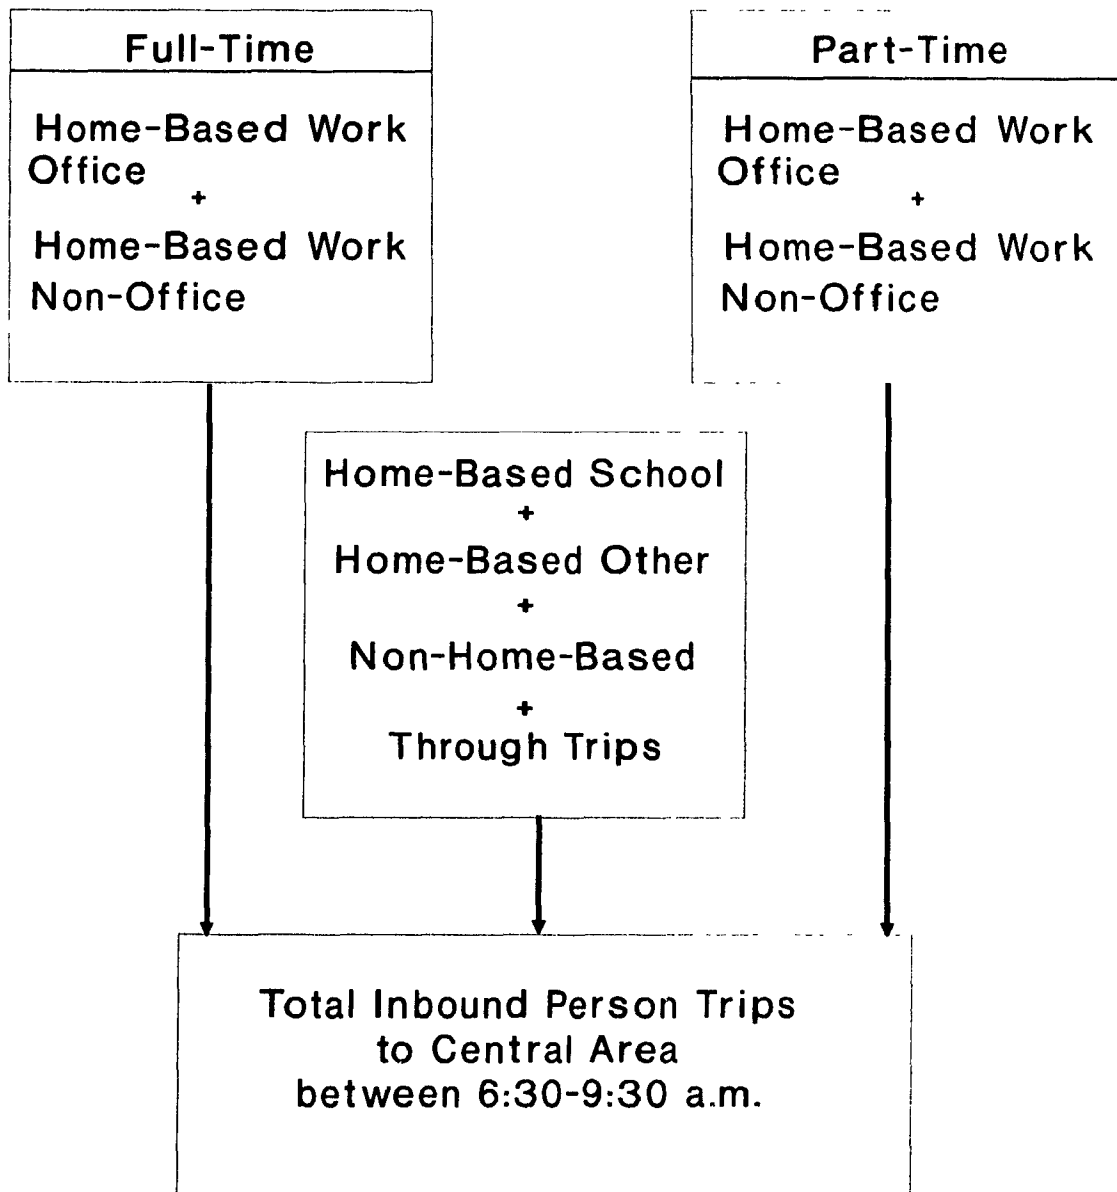 Full-Time
Home-Based Work
Office
+
Home-Based Work
Non-Office
Part-Time
Home-Based Work
Office
+
Home-Based Work
Non-Office
Home-Based School
+
Home-Based Other
+
Non-Home-Based
+
Through Trips
Total Inbound Person Trips
to Central Area
between 6:30-9:30 a.m.